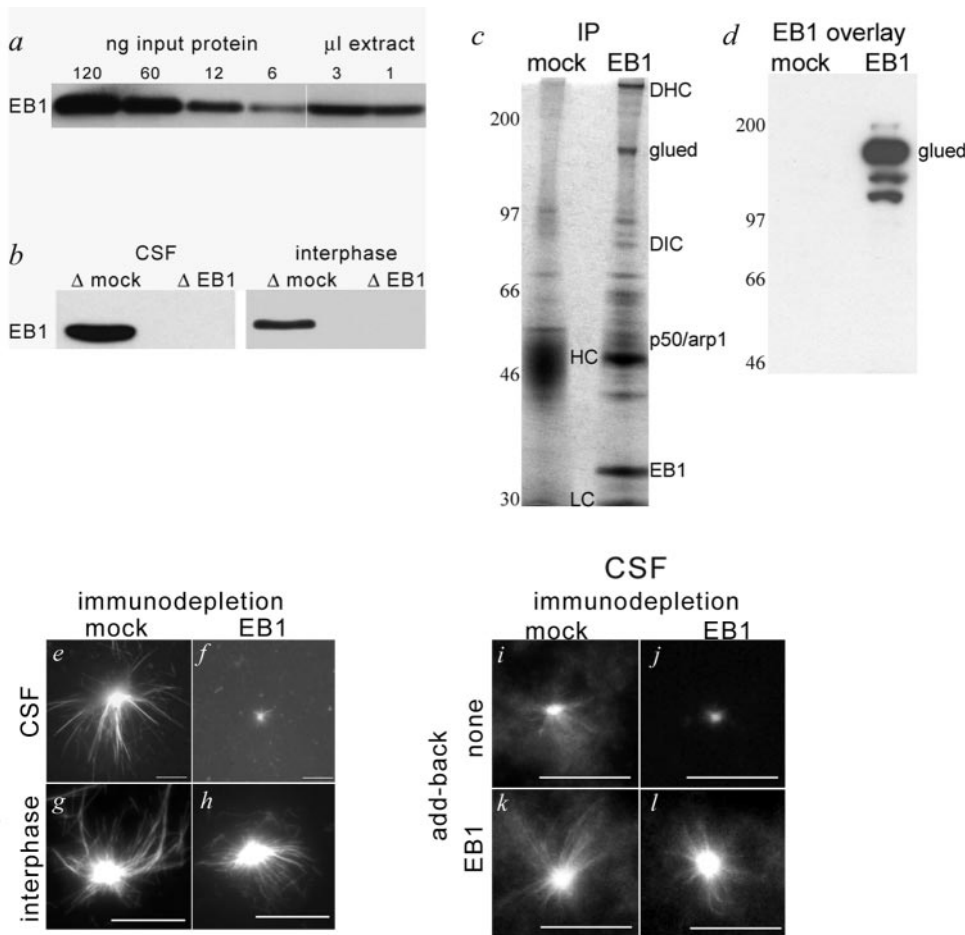 a
ng input protein
µl extract
120 60 12 6 3 1
EB1
b
CSF
interphase
Δ mock Δ EB1 Δ mock Δ EB1
EB1
c
IP
mock EB1
200
97
66
46
30
DHC
glued
DIC
p50/arp1
HC
EB1
LC
d
EB1 overlay
mock EB1
200
97
66
46
glued
immunodepletion
mock EB1
CSF
e f
interphase
g h
CSF
immunodepletion
mock EB1
add-back
none
i j
EB1
k l